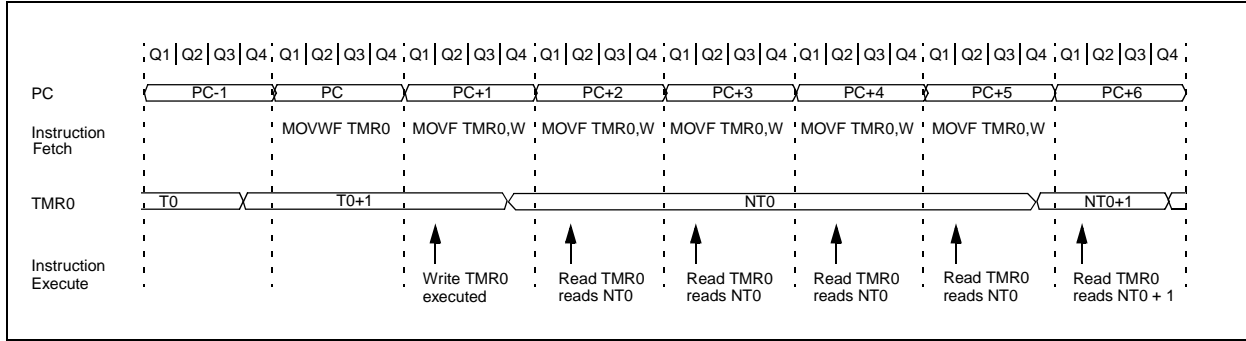 Q1 Q2 Q3 Q4 Q1 Q2 Q3 Q4 Q1 Q2 Q3 Q4 Q1 Q2 Q3 Q4 Q1 Q2 Q3 Q4 Q1 Q2 Q3 Q4 Q1 Q2 Q3 Q4 Q1 Q2 Q3 Q4
PC PC-1 PC PC+1 PC+2 PC+3 PC+4 PC+5 PC+6
Instruction
Fetch
MOVWF TMR0 MOVF TMR0,W MOVF TMR0,W MOVF TMR0,W MOVF TMR0,W MOVF TMR0,W
TMR0 T0 T0+1 NT0 NT0+1
Instruction
Execute
Write TMR0
executed
Read TMR0
reads NT0
Read TMR0
reads NT0
Read TMR0
reads NT0
Read TMR0
reads NT0
Read TMR0
reads NT0 + 1